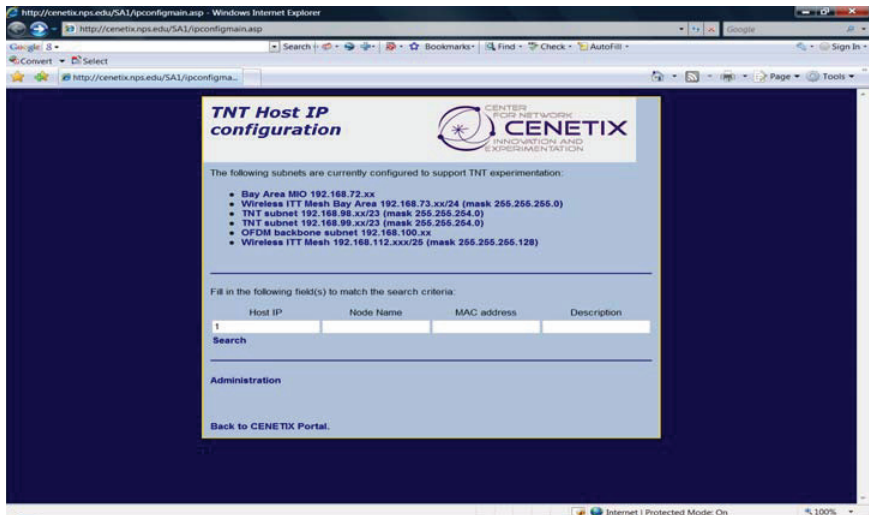 http://cenetix.nps.edu/SA1/ipconfigmain.asp - Windows Internet Explorer
http://cenetix.nps.edu/SA1/ipconfigmain.asp
Google
Google
Search
Bookmarks
Find
Check
AutoFill
Sign In
Convert
Select
http://cenetix.nps.edu/SA1/ipconfigma...
Page
Tools
TNT Host IP
configuration
CENTER
FOR NETWORK
CENETIX
INNOVATION AND
EXPERIMENTATION
The following subnets are currently configured to support TNT experimentation:
Bay Area MIO 192.168.72.xx
Wireless ITT Mesh Bay Area 192.168.73.xx/24 (mask 255.255.255.0)
TNT subnet 192.168.98.xx/23 (mask 255.255.254.0)
TNT subnet 192.168.99.xx/23 (mask 255.255.254.0)
OFDM backbone subnet 192.168.100.xx
Wireless ITT Mesh 192.168.112.xxx/25 (mask 255.255.255.128)
Fill in the following field(s) to match the search criteria:
Host IP Node Name MAC address Description
1
Search
Administration
Back to CENETIX Portal.
Internet | Protected Mode: On 100%